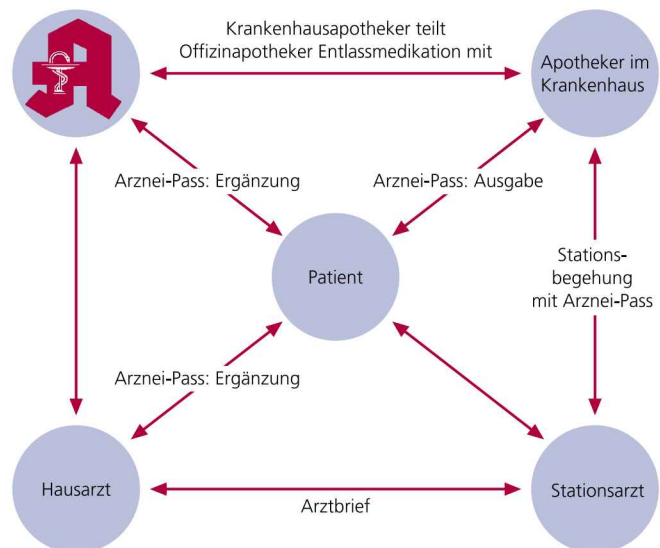 Krankenhausapotheker teilt
Offizinapotheker Entlassmedikation mit
A
Apotheker im
Krankenhaus
Arznei-Pass: Ergänzung
Arznei-Pass: Ausgabe
Patient
Stations-
begehung
mit Arznei-Pass
Arznei-Pass: Ergänzung
Hausarzt
Arztbrief
Stationsarzt